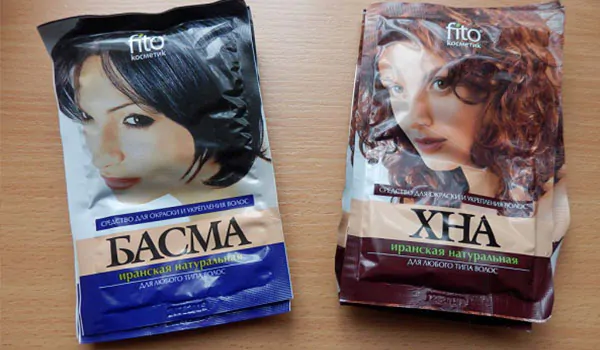 fito
косметик
СРЕДСТВО ДЛЯ ОКРАСКИ И УКРЕПЛЕНИЯ ВОЛОС
БАСМА
иранская натуральная
ДЛЯ ЛЮБОГО ТИПА ВОЛОС
fito
косметик
СРЕДСТВО ДЛЯ ОКРАСКИ И УКРЕПЛЕНИЯ ВОЛОС
ХНА
иранская натуральная
ДЛЯ ЛЮБОГО ТИПА ВОЛОС